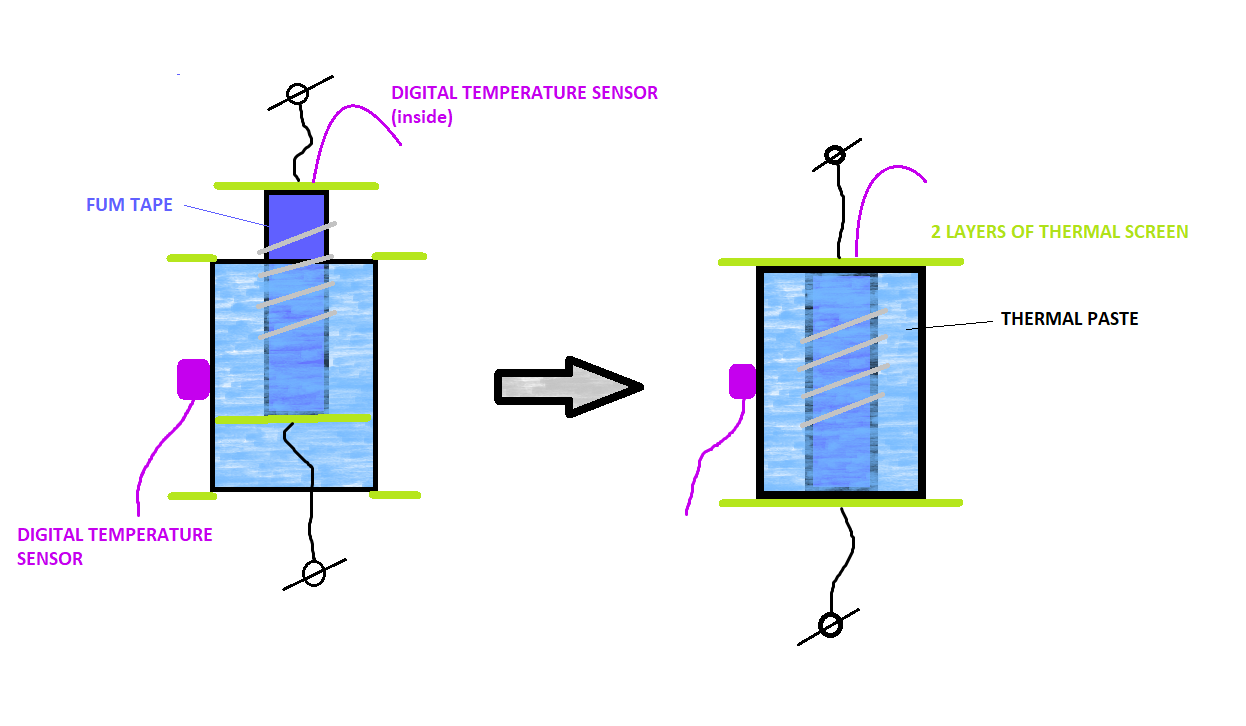 DIGITAL TEMPERATURE SENSOR
(inside)
FUM TAPE
2 LAYERS OF THERMAL SCREEN
THERMAL PASTE
DIGITAL TEMPERATURE
SENSOR